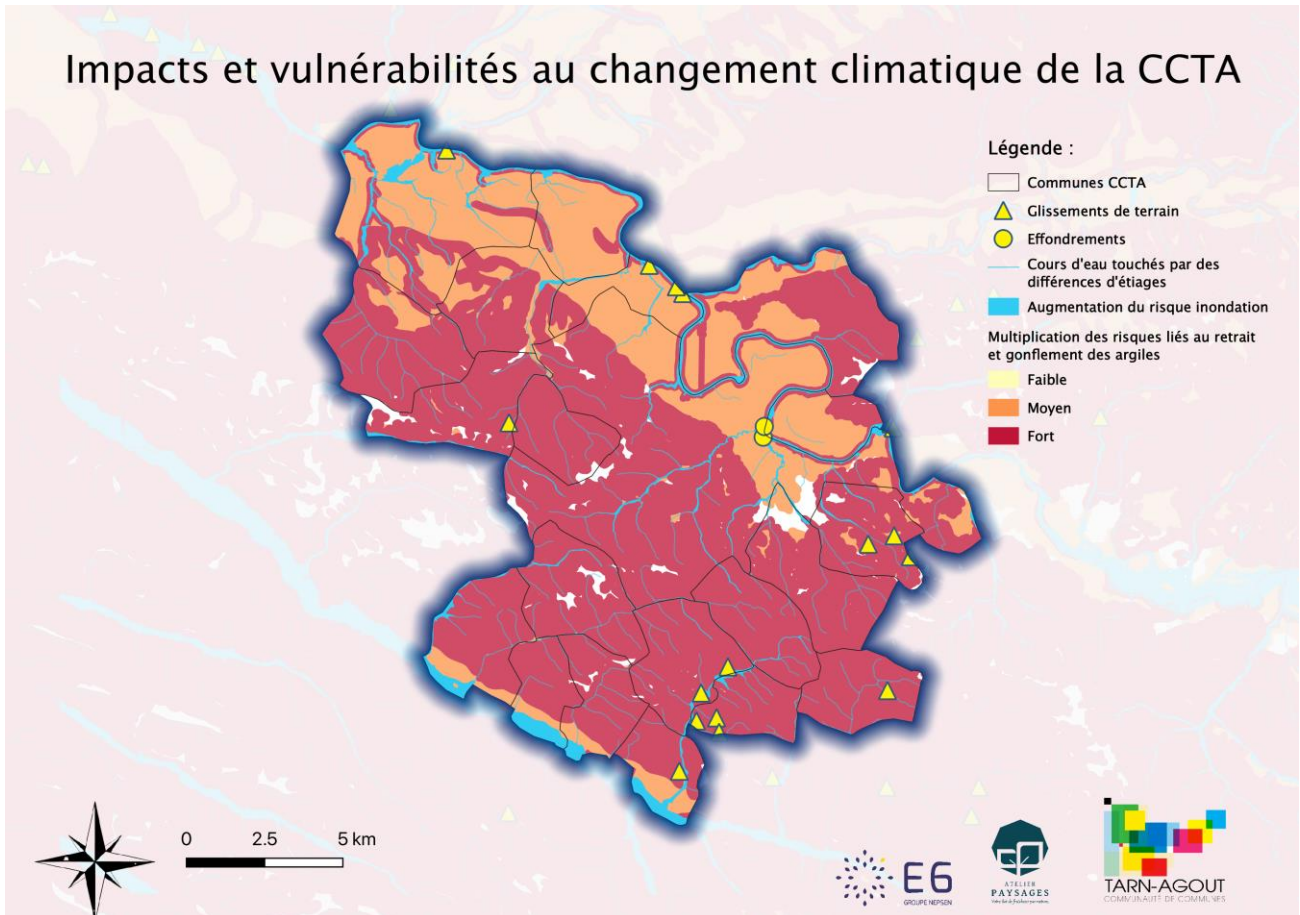 Impacts et vulnérabilités au changement climatique de la CCTA
Légende :
Communes CCTA
Glissements de terrain
Effondrements
Cours d'eau touchés par des
différences d'étiages
Augmentation du risque inondation
Multiplication des risques liés au retrait
et gonflement des argiles
Faible
Moyen
Fort
0 2.5 5 km
E6
GROUPE NEPSEN
ATELIER
PAYSAGES
TARN-AGOUT
COMMUNAUTÉ DE COMMUNES